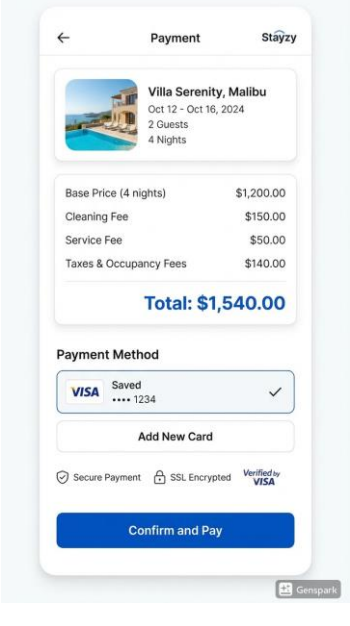 Payment
Stayzy
Villa Serenity, Malibu
Oct 12 - Oct 16, 2024
2 Guests
4 Nights
Base Price (4 nights) $1,200.00
Cleaning Fee $150.00
Service Fee $50.00
Taxes & Occupancy Fees $140.00
Total: $1,540.00
Payment Method
VISA
Saved
•••• 1234
Add New Card
Secure Payment
SSL Encrypted
Verified by
VISA
Confirm and Pay
Genspark